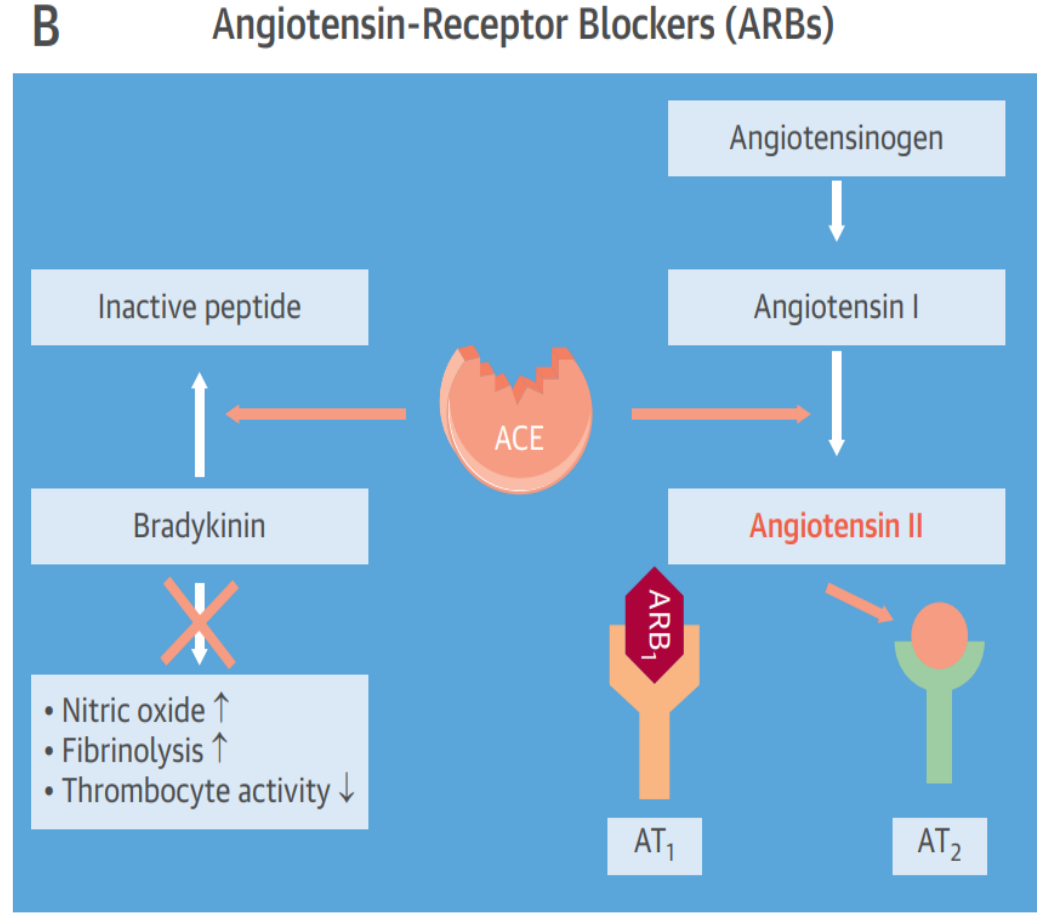 B
Angiotensin-Receptor Blockers (ARBs)
Angiotensinogen
Inactive peptide
Angiotensin I
ACE
Bradykinin
Angiotensin II
ARB₁
• Nitric oxide ↑
• Fibrinolysis ↑
• Thrombocyte activity ↓
AT₁
AT₂